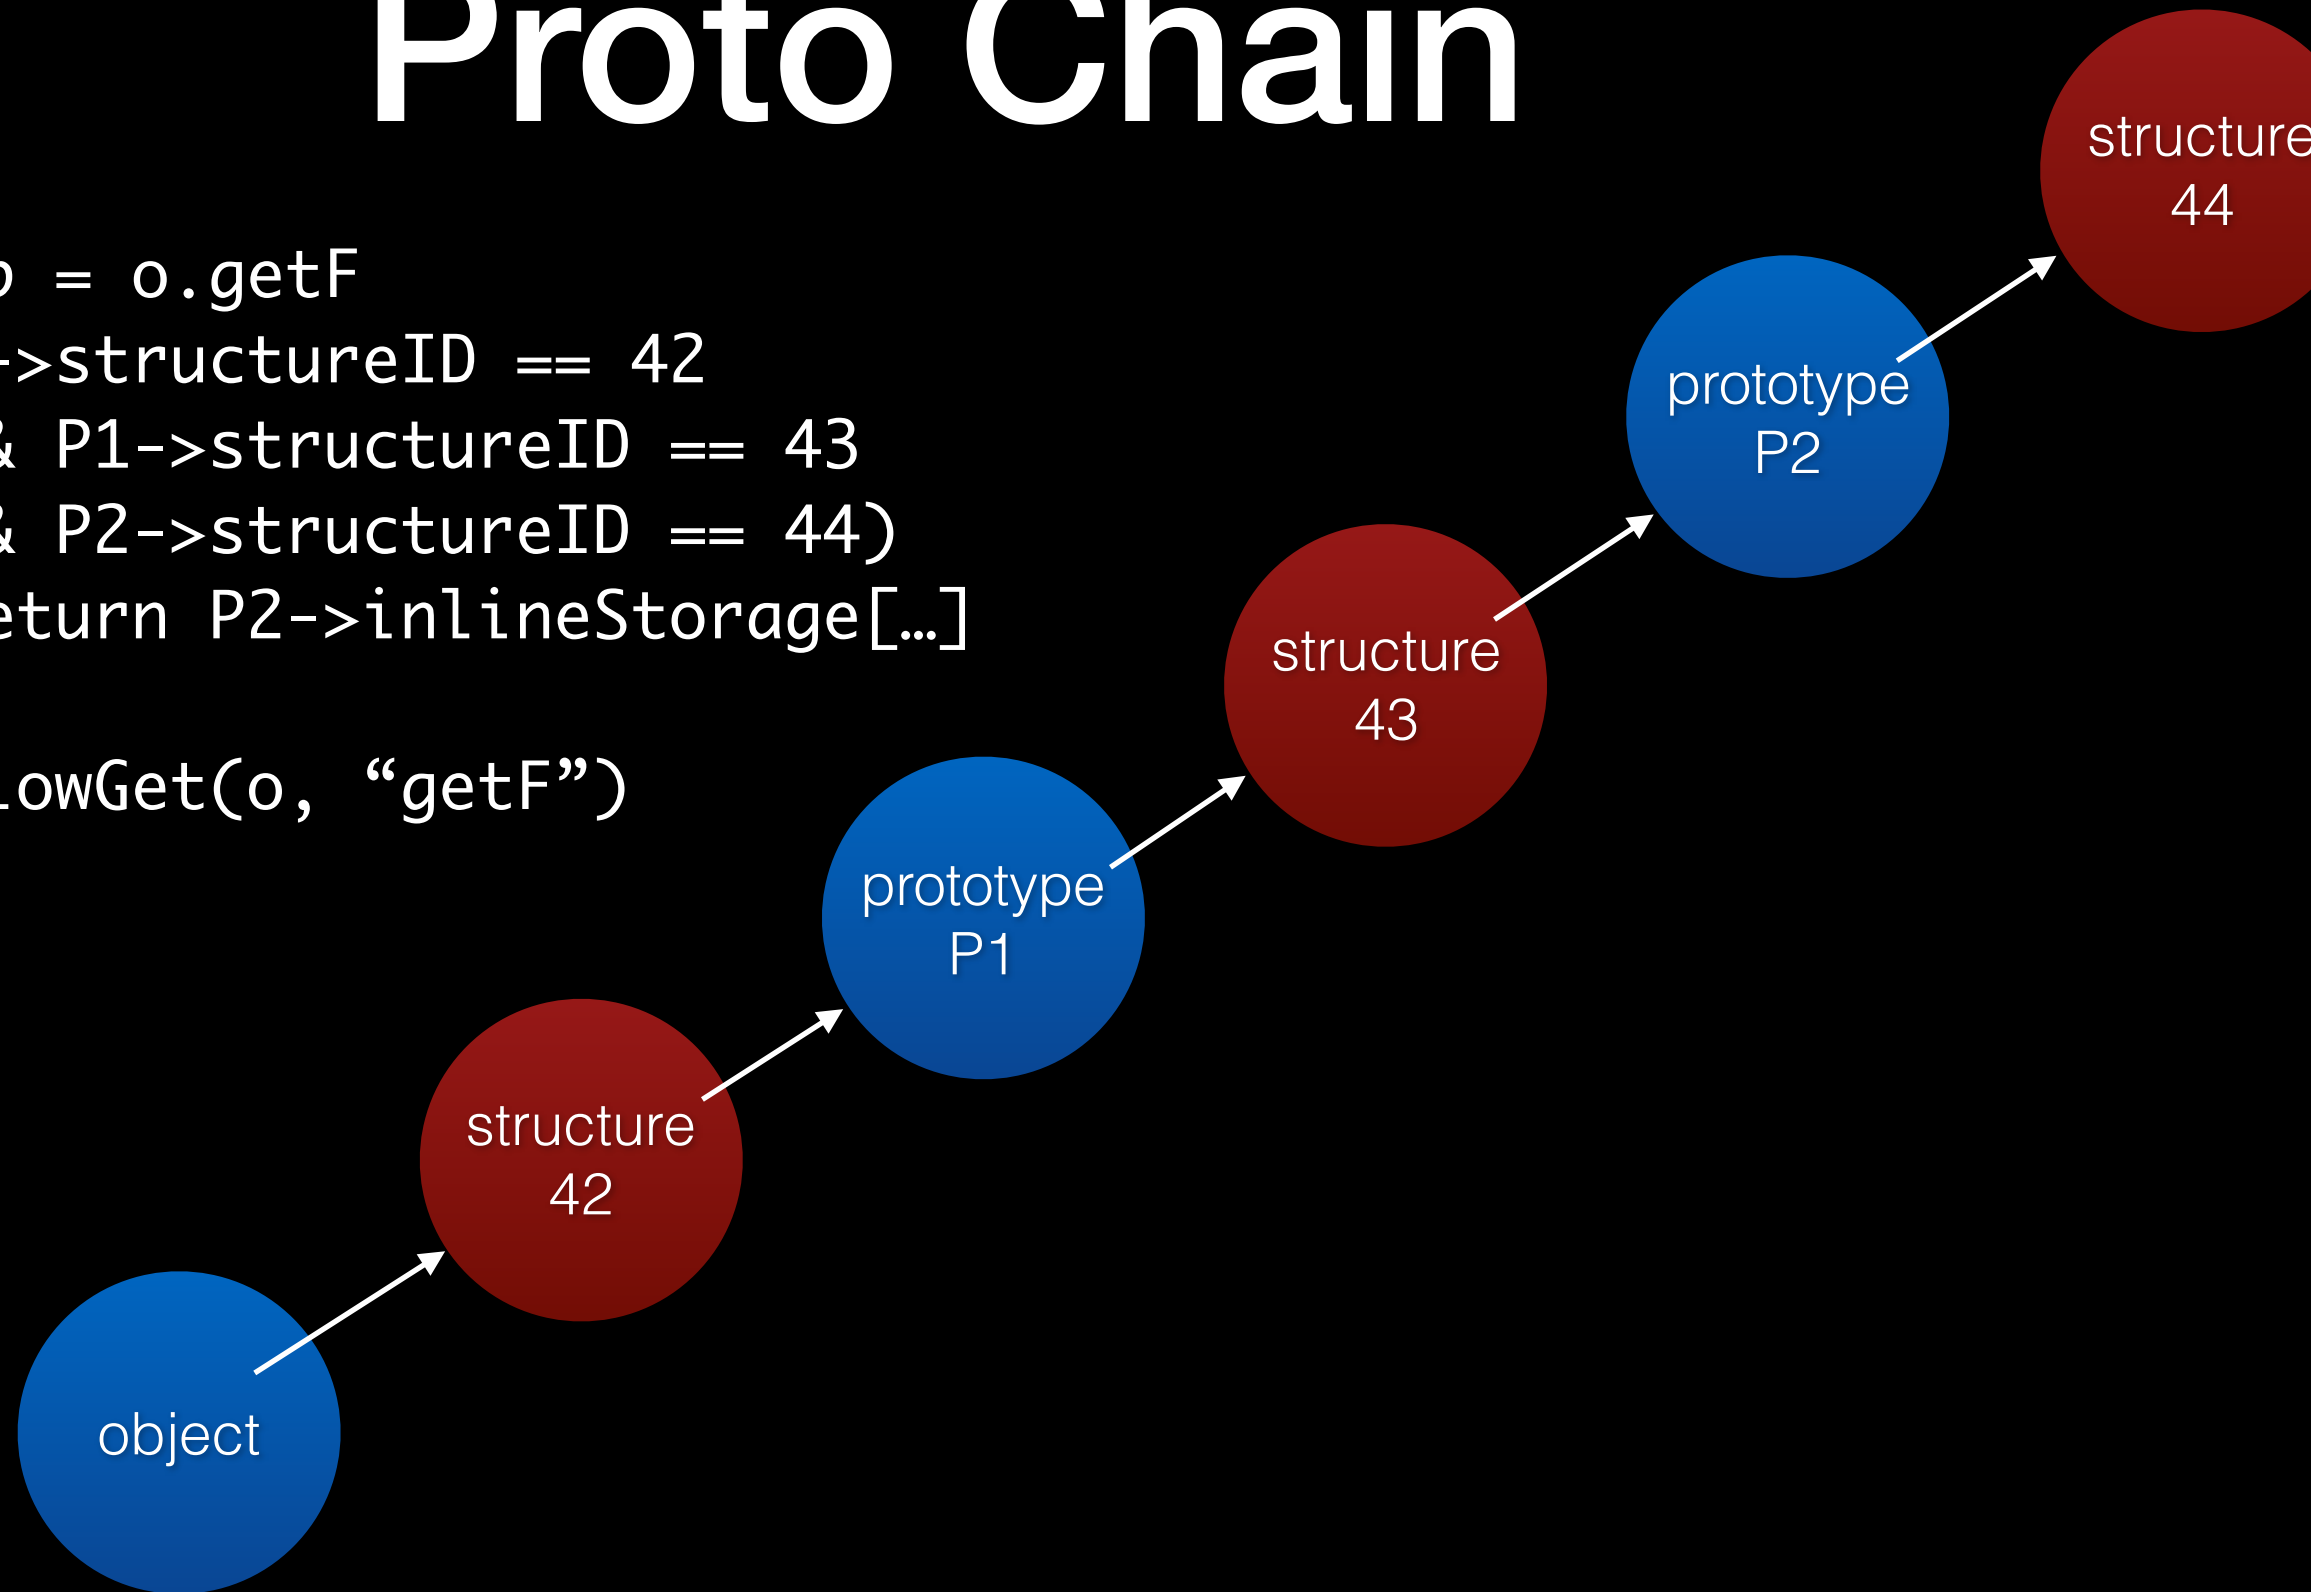 Proto Chain
= o.getF
->structureID == 42
& P1->structureID == 43
& P2->structureID == 44)
eturn P2->inlineStorage[…]
lowGet(o, “getF”)
structure
44
prototype
P2
structure
43
prototype
P1
structure
42
object